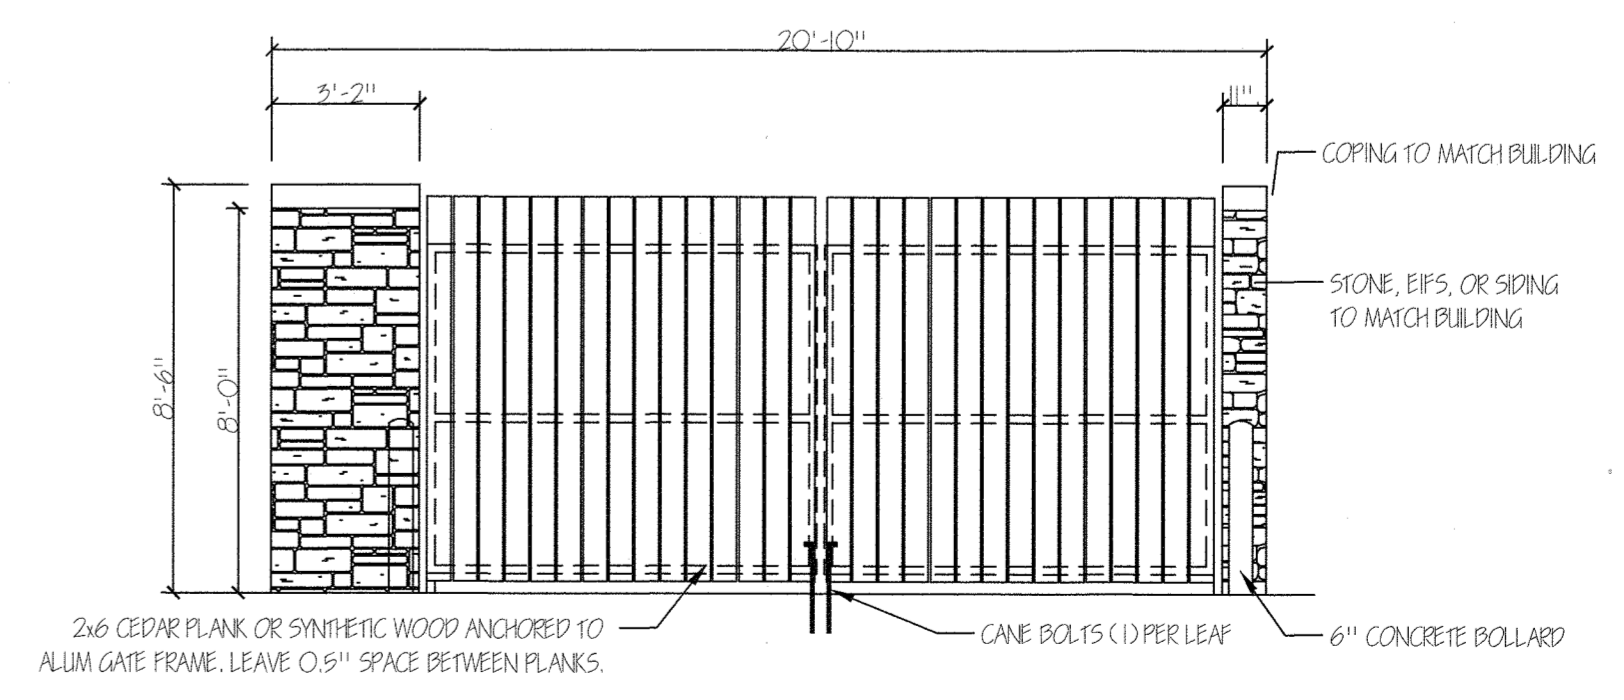 20'-10"
3'-2"
11"
COPING TO MATCH BUILDING
STONE, EIFS, OR SIDING
TO MATCH BUILDING
8'-6"
8'-0"
2x6 CEDAR PLANK OR SYNTHETIC WOOD ANCHORED TO
ALUM GATE FRAME. LEAVE 0.5" SPACE BETWEEN PLANKS.
CANE BOLTS (1) PER LEAF
6" CONCRETE BOLLARD